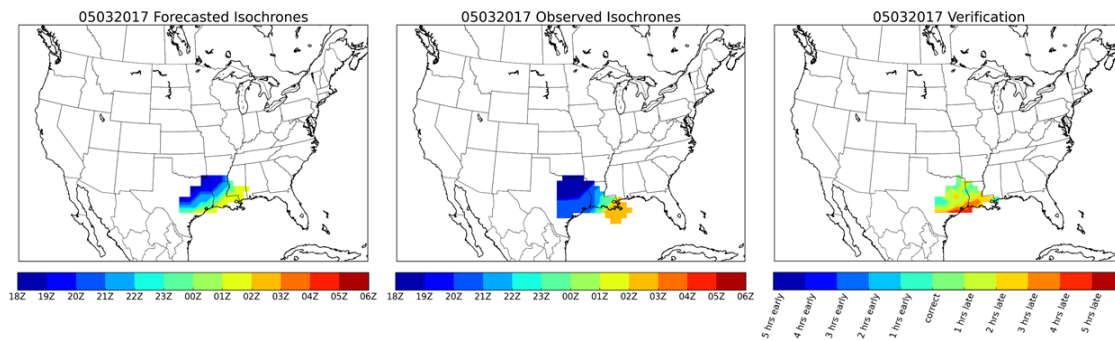 05032017 Forecasted Isochrones
18Z 19Z 20Z 21Z 22Z 23Z 00Z 01Z 02Z 03Z 04Z 05Z 06Z
05032017 Observed Isochrones
18Z 19Z 20Z 21Z 22Z 23Z 00Z 01Z 02Z 03Z 04Z 05Z 06Z
05032017 Verification
5 hrs early
4 hrs early
3 hrs early
2 hrs early
1 hrs early
correct
1 hrs late
2 hrs late
3 hrs late
4 hrs late
5 hrs late